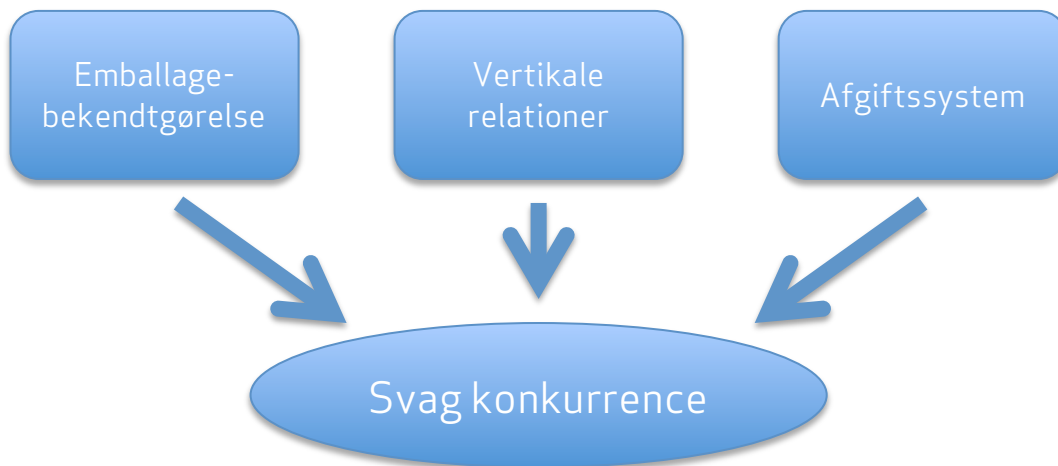 Emballage-
bekendtgørelse
Vertikale
relationer
Afgiftssystem
Svag konkurrence